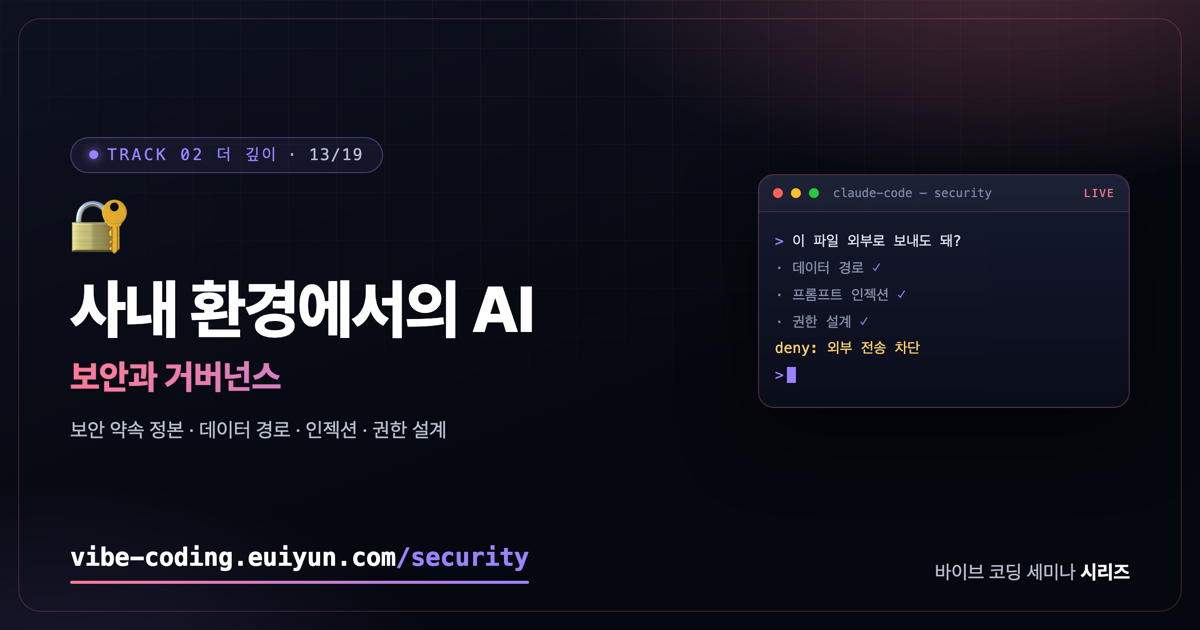 TRACK 02 더 깊이 · 13/19
사내 환경에서의 AI
보안과 거버넌스
보안 약속 정본 · 데이터 경로 · 인젝션 · 권한 설계
claude-code — security
LIVE
> 이 파일 외부로 보내도 돼?
· 데이터 경로 ✓
· 프롬프트 인젝션 ✓
· 권한 설계 ✓
deny: 외부 전송 차단
>
vibe-coding.euiyun.com/security
바이브 코딩 세미나 시리즈